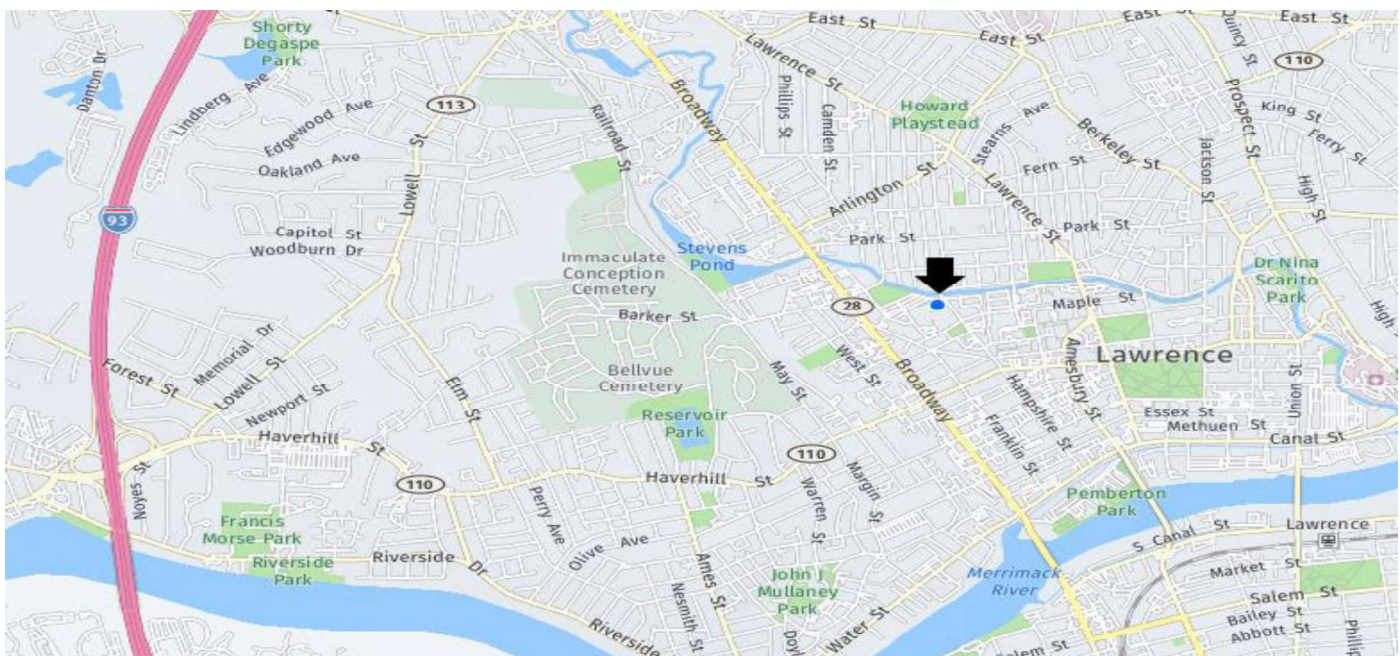 Shorty
Degaspe
Park
Danton Dr
Lindberg Ave
Edgewood Ave
Oakland Ave
113
Lowell St
Railroad St
Broadway
Lawrence St
Phillips St
Camden St
East St
East St
East St
East St
Quincy St
110
Howard
Playstead
Stearns Ave
Berkeley St
Prospect St
King St
Ferry St
Jackson St
Fern St
High St
Arlington St
Lawrence St
Park St
Park St
93
Capitol St
Woodburn Dr
Immaculate
Conception
Cemetery
Stevens
Pond
28
Maple St
Dr Nina
Scarito
Park
High S
Barker St
Memorial Dr
Forest St
Lowell St
Newport St
Elm St
Bellvue
Cemetery
May St
West St
Broadway
Amesbury St
Lawrence
Hampshire St
Franklin St
Essex St
Methuen St
Union St
Canal St
Reservoir
Park
Haverhill St
110
Haverhill St
110
Margin St
Warren St
Noyes St
Perry Ave
Olive Ave
Francis
Morse Park
Riverside
Park
Riverside Dr
Riverside
Ames St
Nesmith St
John J
Mullaney
Park
Doyl
Water St
Pemberton
Park
Merrimack
River
S Canal St
Lawrence
Market St
Salem St
Bailey St
Abbott St
Phillips
Salem St